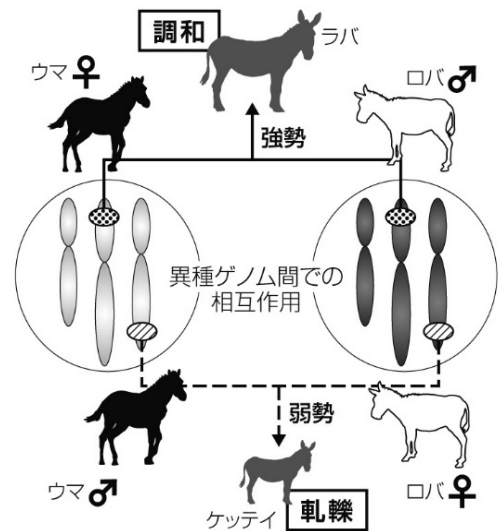 調和
ラバ
ウマ♀
ロバ♂
強勢
異種ゲノム間での
相互作用
弱勢
ウマ♂
ロバ♀
ケッテイ
軋轢